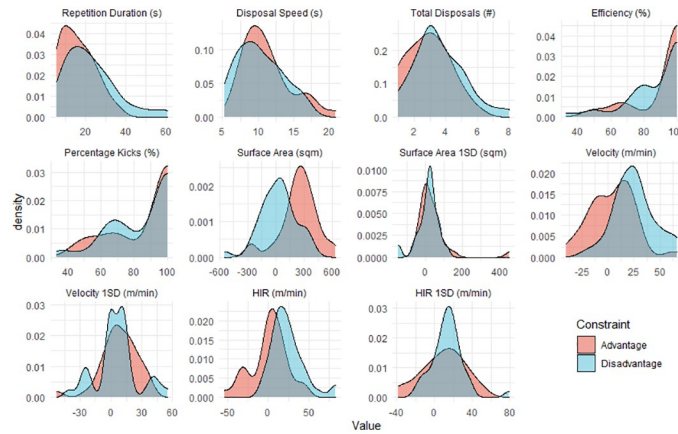 Repetition Duration (s) Disposal Speed (s) Total Disposals (#) Efficiency (%)
0.04 0.10 0.2 0.04
0.03 0.03
0.02 0.05 0.1 0.02
0.01 0.01
0.00 0.00 0.0 0.00
20 40 60 5 10 15 20 2 4 6 8 40 60 80 100
Percentage Kicks (%) Surface Area (sqm) Surface Area 1SD (sqm) Velocity (m/min)
density
0.03 0.002 0.0100 0.020
0.02 0.0075 0.015
0.001 0.0050 0.010
0.01 0.0025 0.005
0.00 0.000 0.0000 0.000
40 60 80 100 -600 -300 0 300 600 0 200 400 -25 0 25 50
Velocity 1SD (m/min) HIR (m/min) HIR 1SD (m/min)
0.03 0.020 0.03
0.02 0.015 0.02
0.010
0.01 0.005 0.01
0.00 0.000 0.00
-30 0 30 60 -50 0 50 -40 0 40 80
Value
Constraint
Advantage
Disadvantage